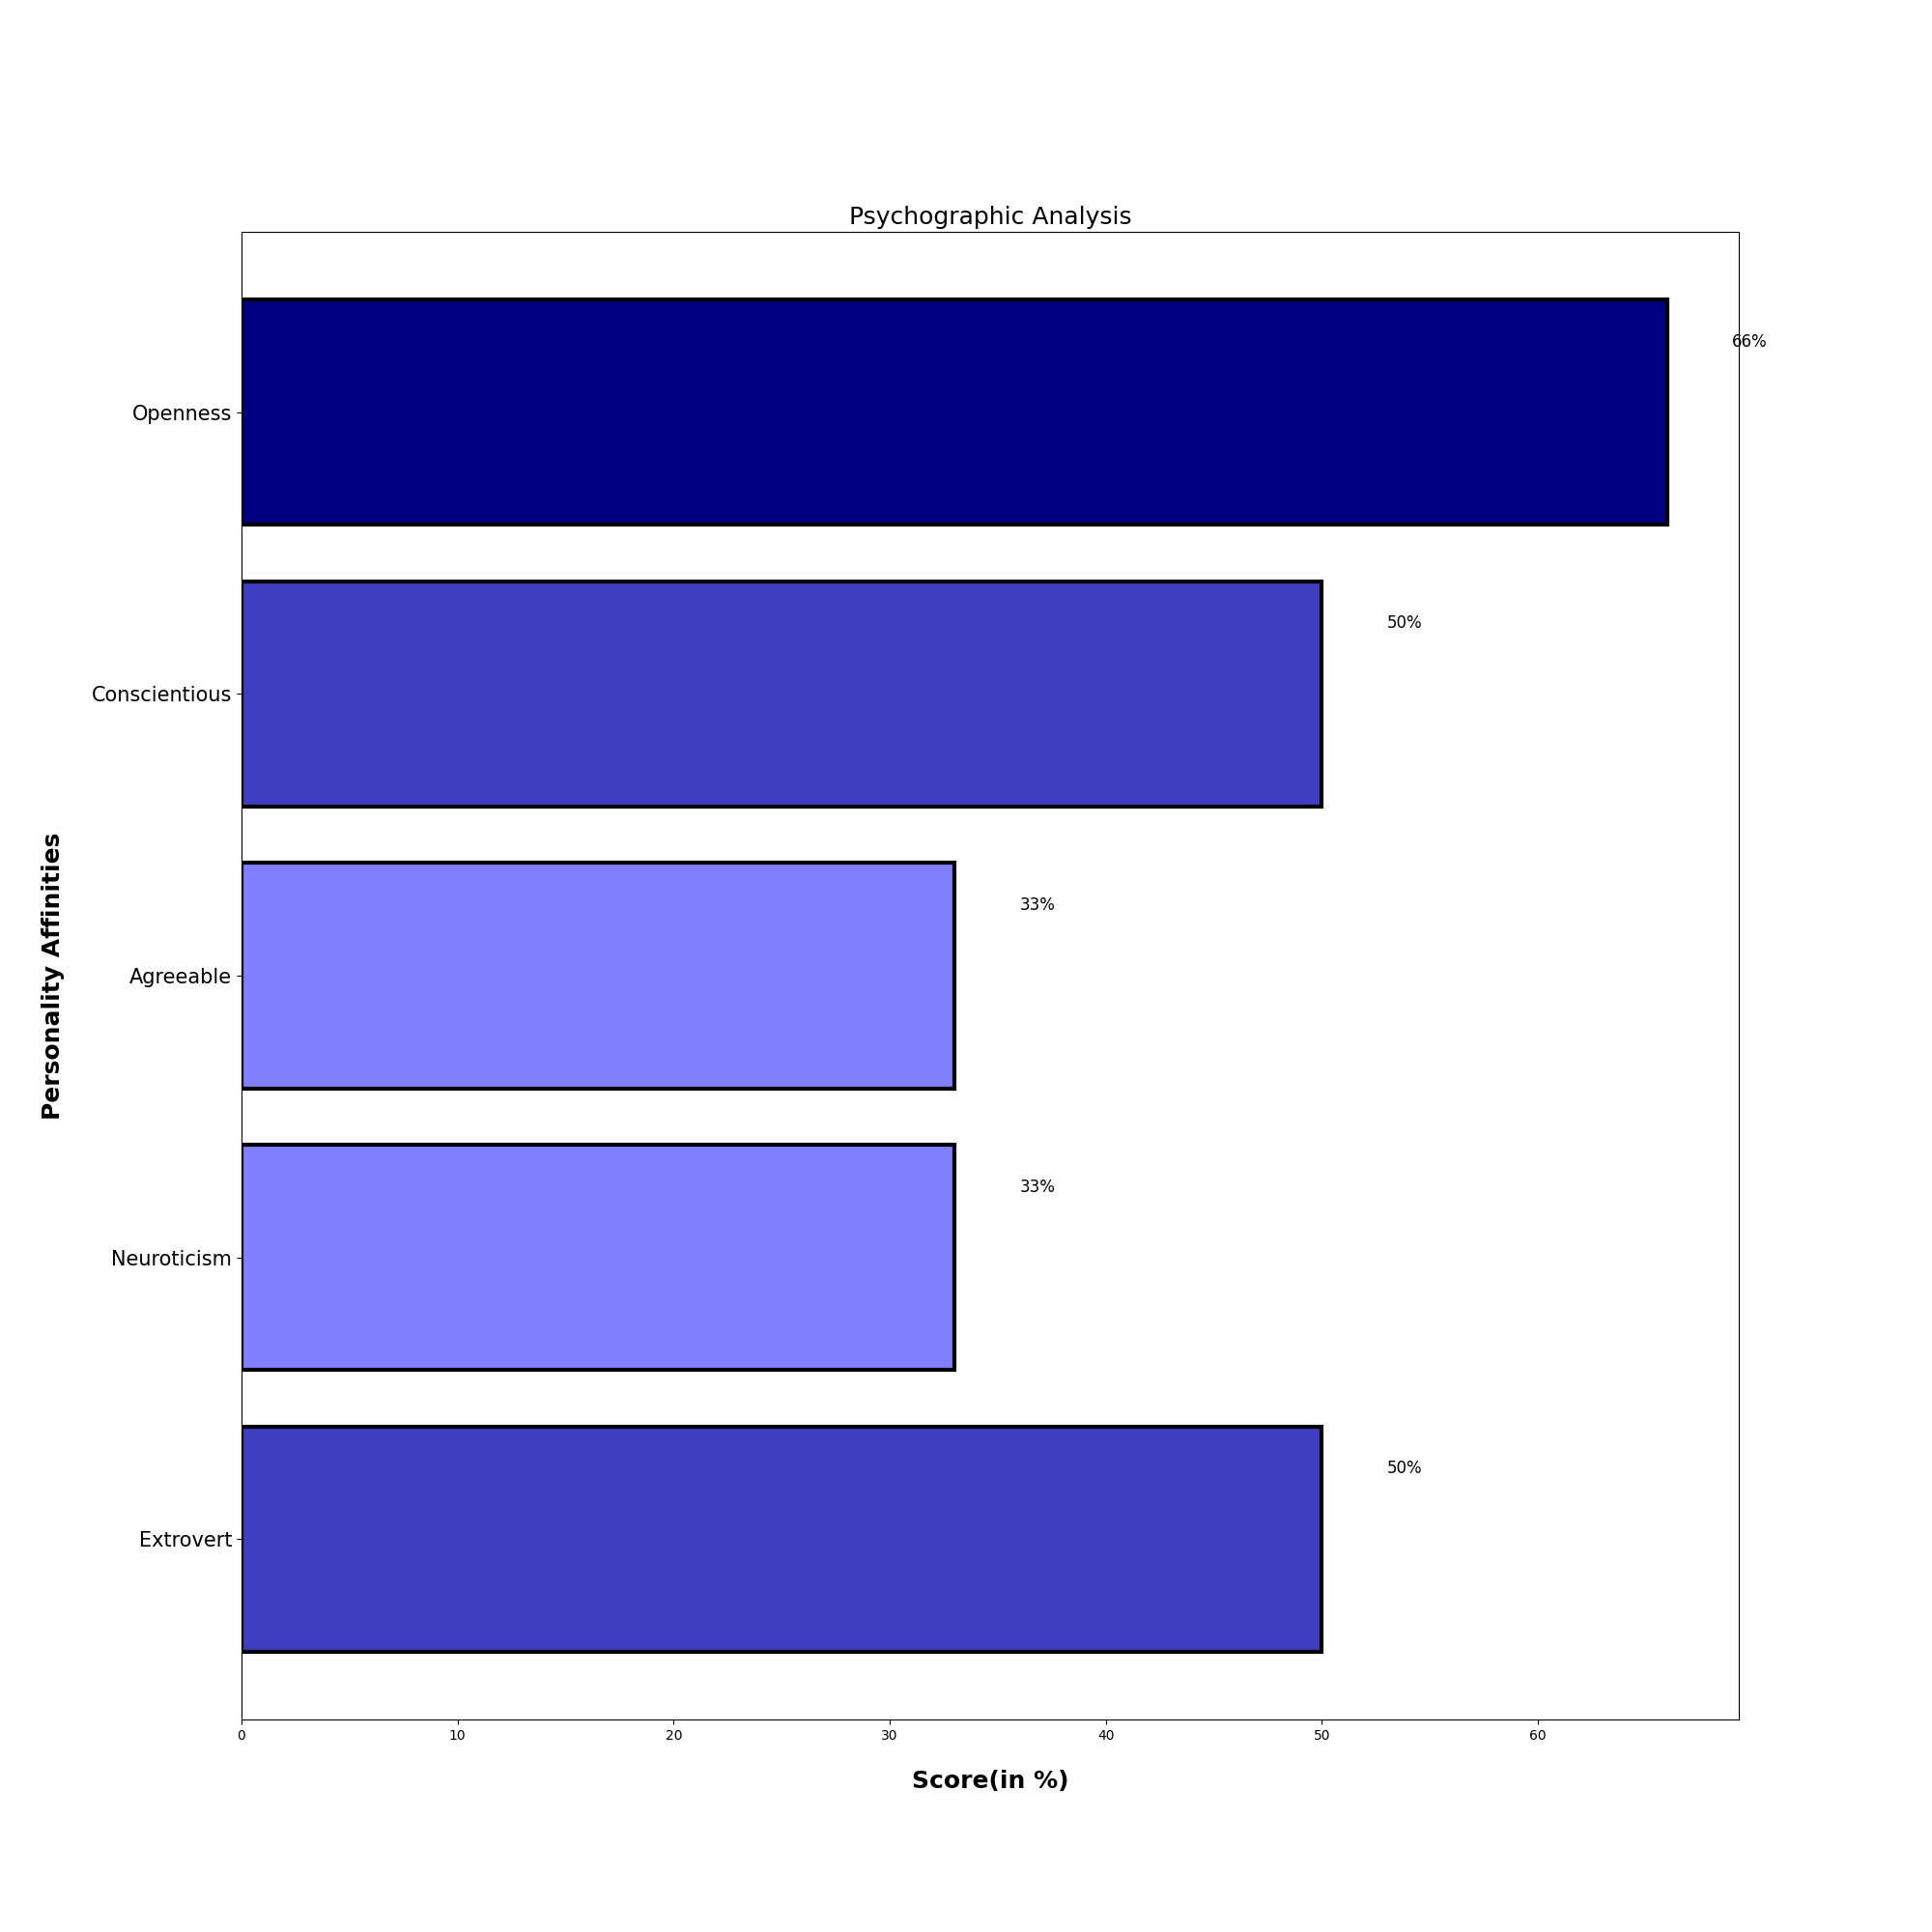 Psychographic Analysis
66%
Openness
50%
Conscientious
33%
Agreeable
33%
Neuroticism
50%
Extrovert
Personality Affinities
0 10 20 30 40 50 60
Score(in %)